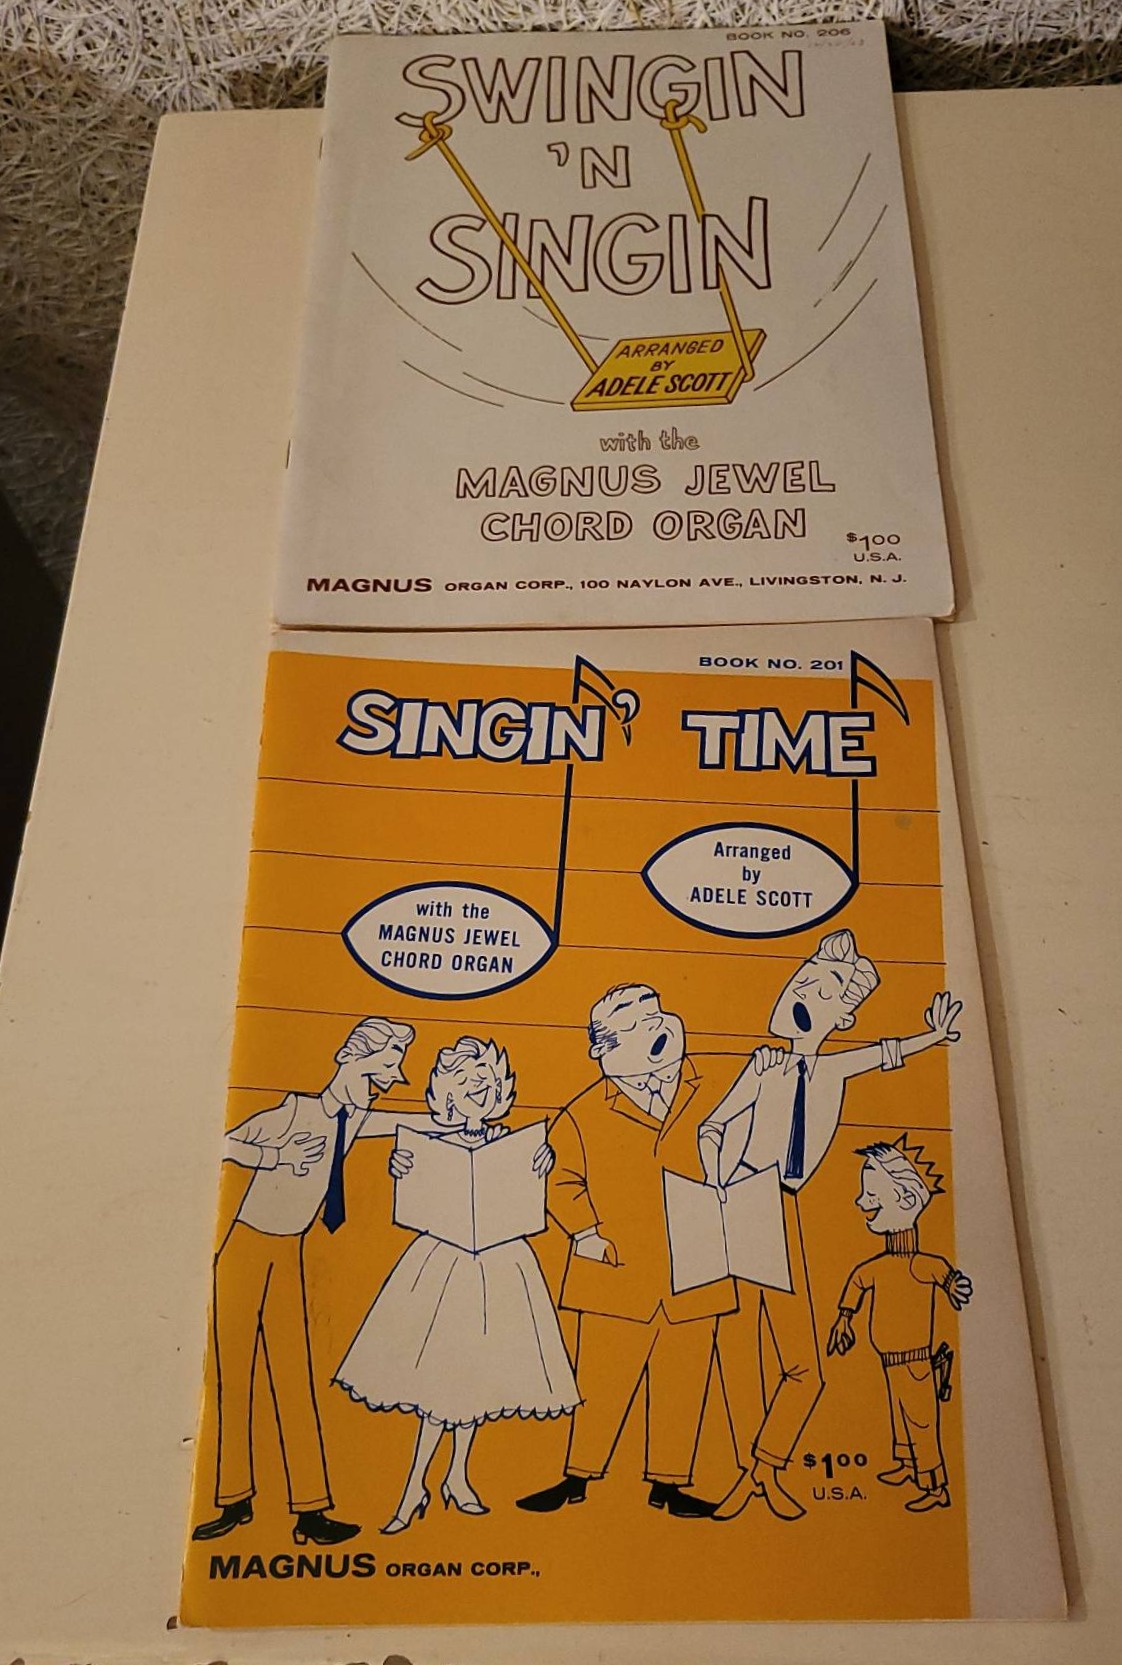 BOOK NO. 206
SWINGIN
'N
SINGIN
ARRANGED
BY
ADELE SCOTT
with the
MAGNUS JEWEL
CHORD ORGAN
$1.00
U.S.A.
MAGNUS ORGAN CORP., 100 NAYLON AVE., LIVINGSTON, N. J.
BOOK NO. 201
SINGIN' TIME
Arranged
by
ADELE SCOTT
with the
MAGNUS JEWEL
CHORD ORGAN
$1.00
U.S.A.
MAGNUS ORGAN CORP.,